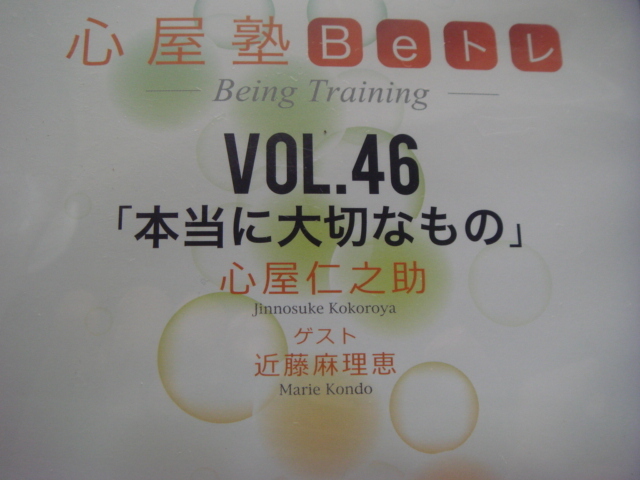 心屋塾Beトレ
Being Training
VOL.46
「本当に大切なもの」
心屋仁之助
Jinnosuke Kokoroya
ゲスト
近藤麻理恵
Marie Kondo